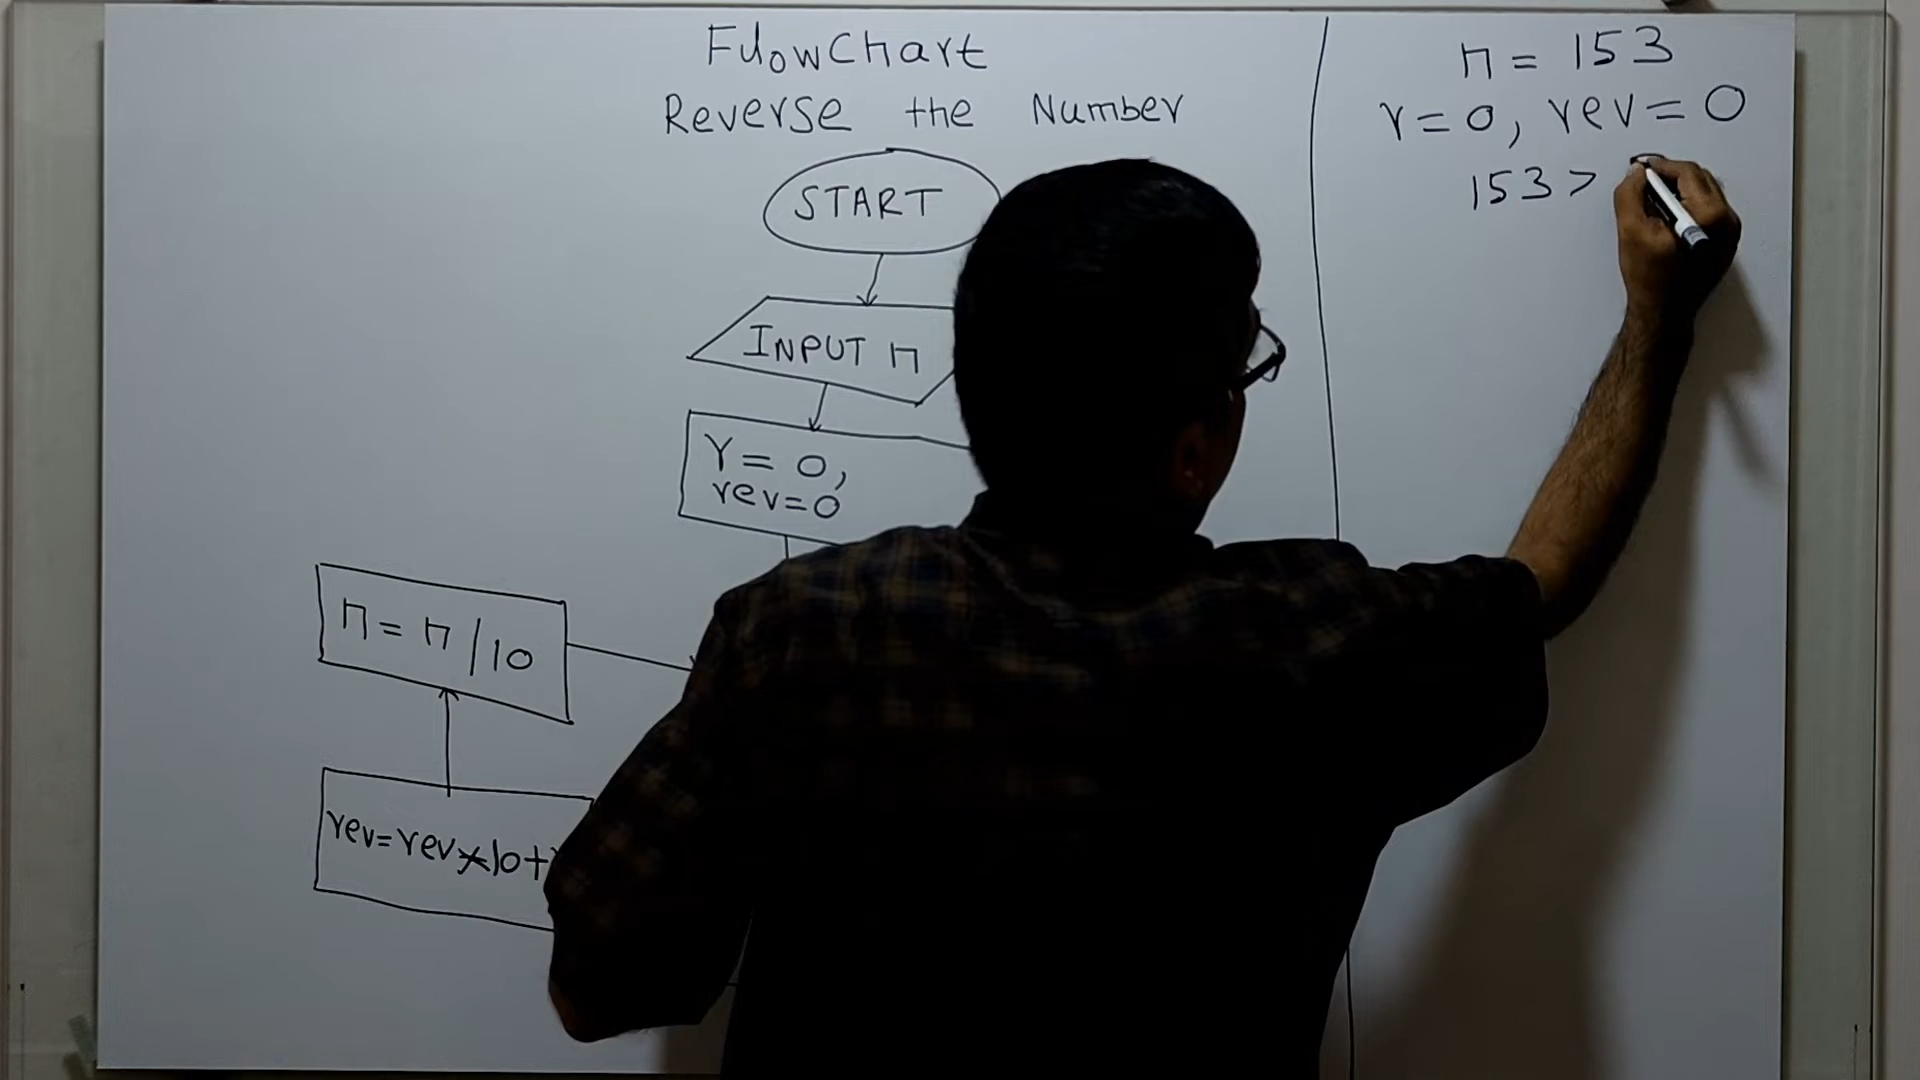 FlowChart
Reverse the Number
START
INPUT n
r = 0,
rev=0
n = n/10
rev=rev*10+
n = 153
r=0, rev=0
153 >